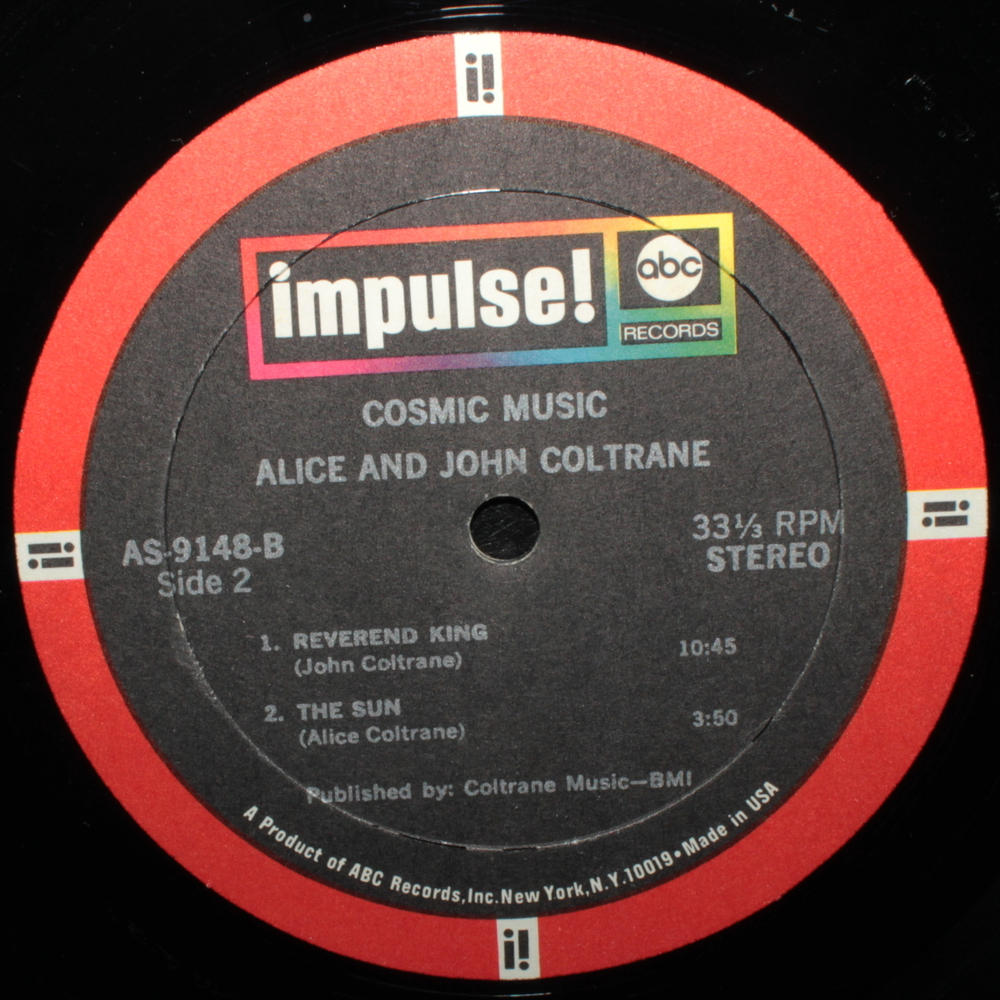 i!
impulse!
abc
RECORDS
COSMIC MUSIC
ALICE AND JOHN COLTRANE
AS-9148-B
Side 2
33⅓ RPM
STEREO
1. REVEREND KING 10:45
(John Coltrane)
2. THE SUN 3:50
(Alice Coltrane)
Published by: Coltrane Music—BMI
A Product of ABC Records,Inc.New York,N.Y.10019•Made in USA
i!
i!
i!